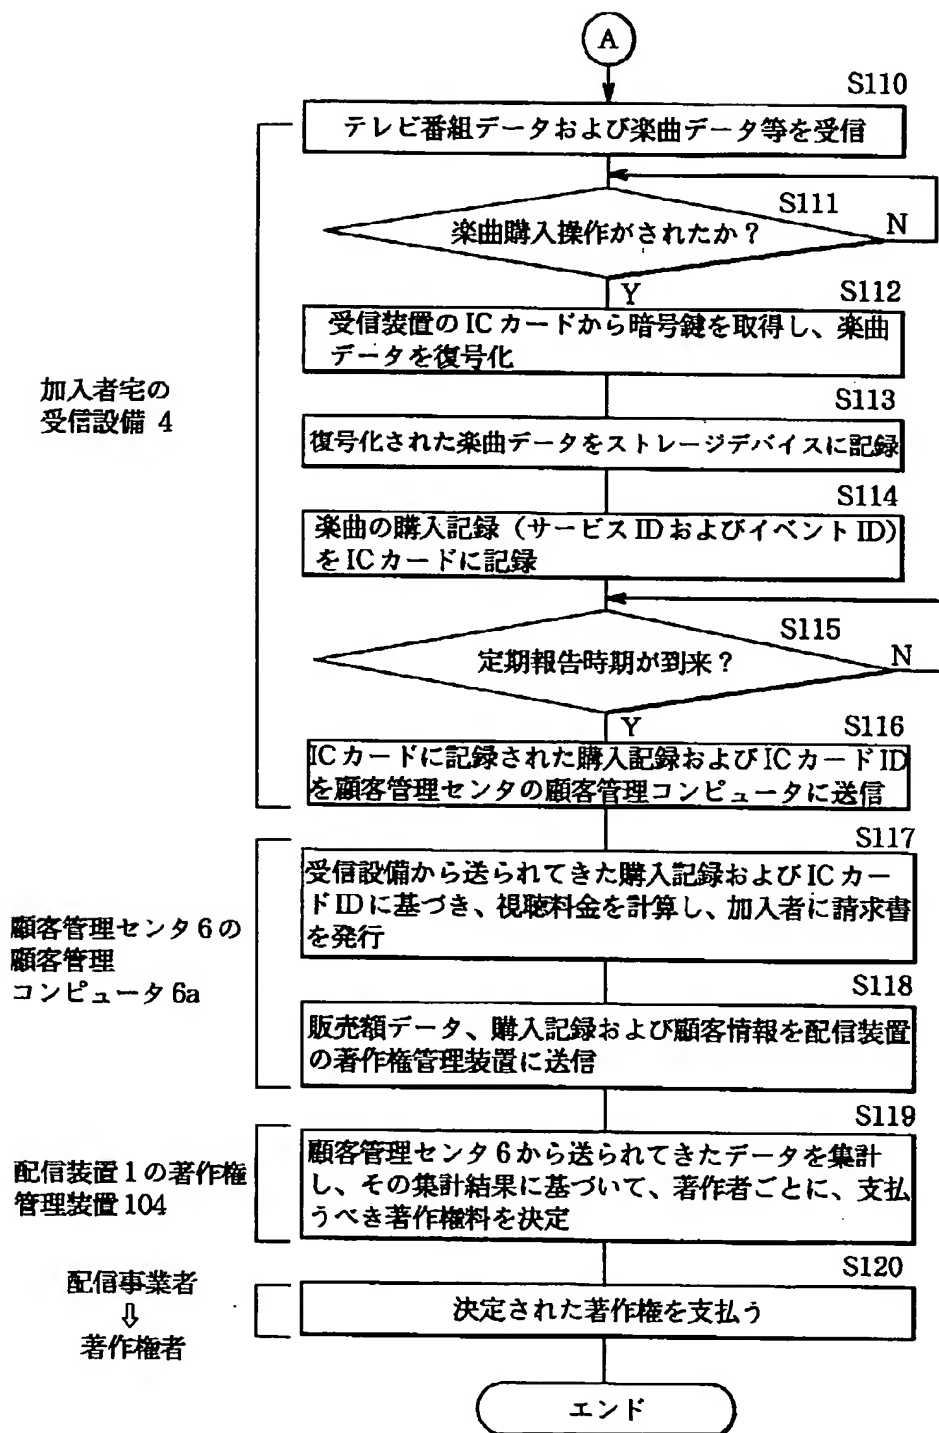 A
S110
テレビ番組データおよび楽曲データ等を受信
S111
楽曲購入操作がされたか?
N
Y
S112
受信装置のICカードから暗号鍵を取得し、楽曲
データを復号化
加入者宅の
受信設備 4
S113
復号化された楽曲データをストレージデバイスに記録
S114
楽曲の購入記録(サービスIDおよびイベントID)
をICカードに記録
S115
定期報告時期が到来?
N
Y
S116
ICカードに記録された購入記録およびICカードID
を顧客管理センタの顧客管理コンピュータに送信
S117
受信設備から送られてきた購入記録およびICカー
ドIDに基づき、視聴料金を計算し、加入者に請求書
を発行
顧客管理センタ6の
顧客管理
コンピュータ6a
S118
販売額データ、購入記録および顧客情報を配信装置
の著作権管理装置に送信
S119
顧客管理センタ6から送られてきたデータを集計
し、その集計結果に基づいて、著作者ごとに、支払
うべき著作権料を決定
配信装置1の著作権
管理装置104
S120
決定された著作権を支払う
配信事業者
⇩
著作権者
エンド